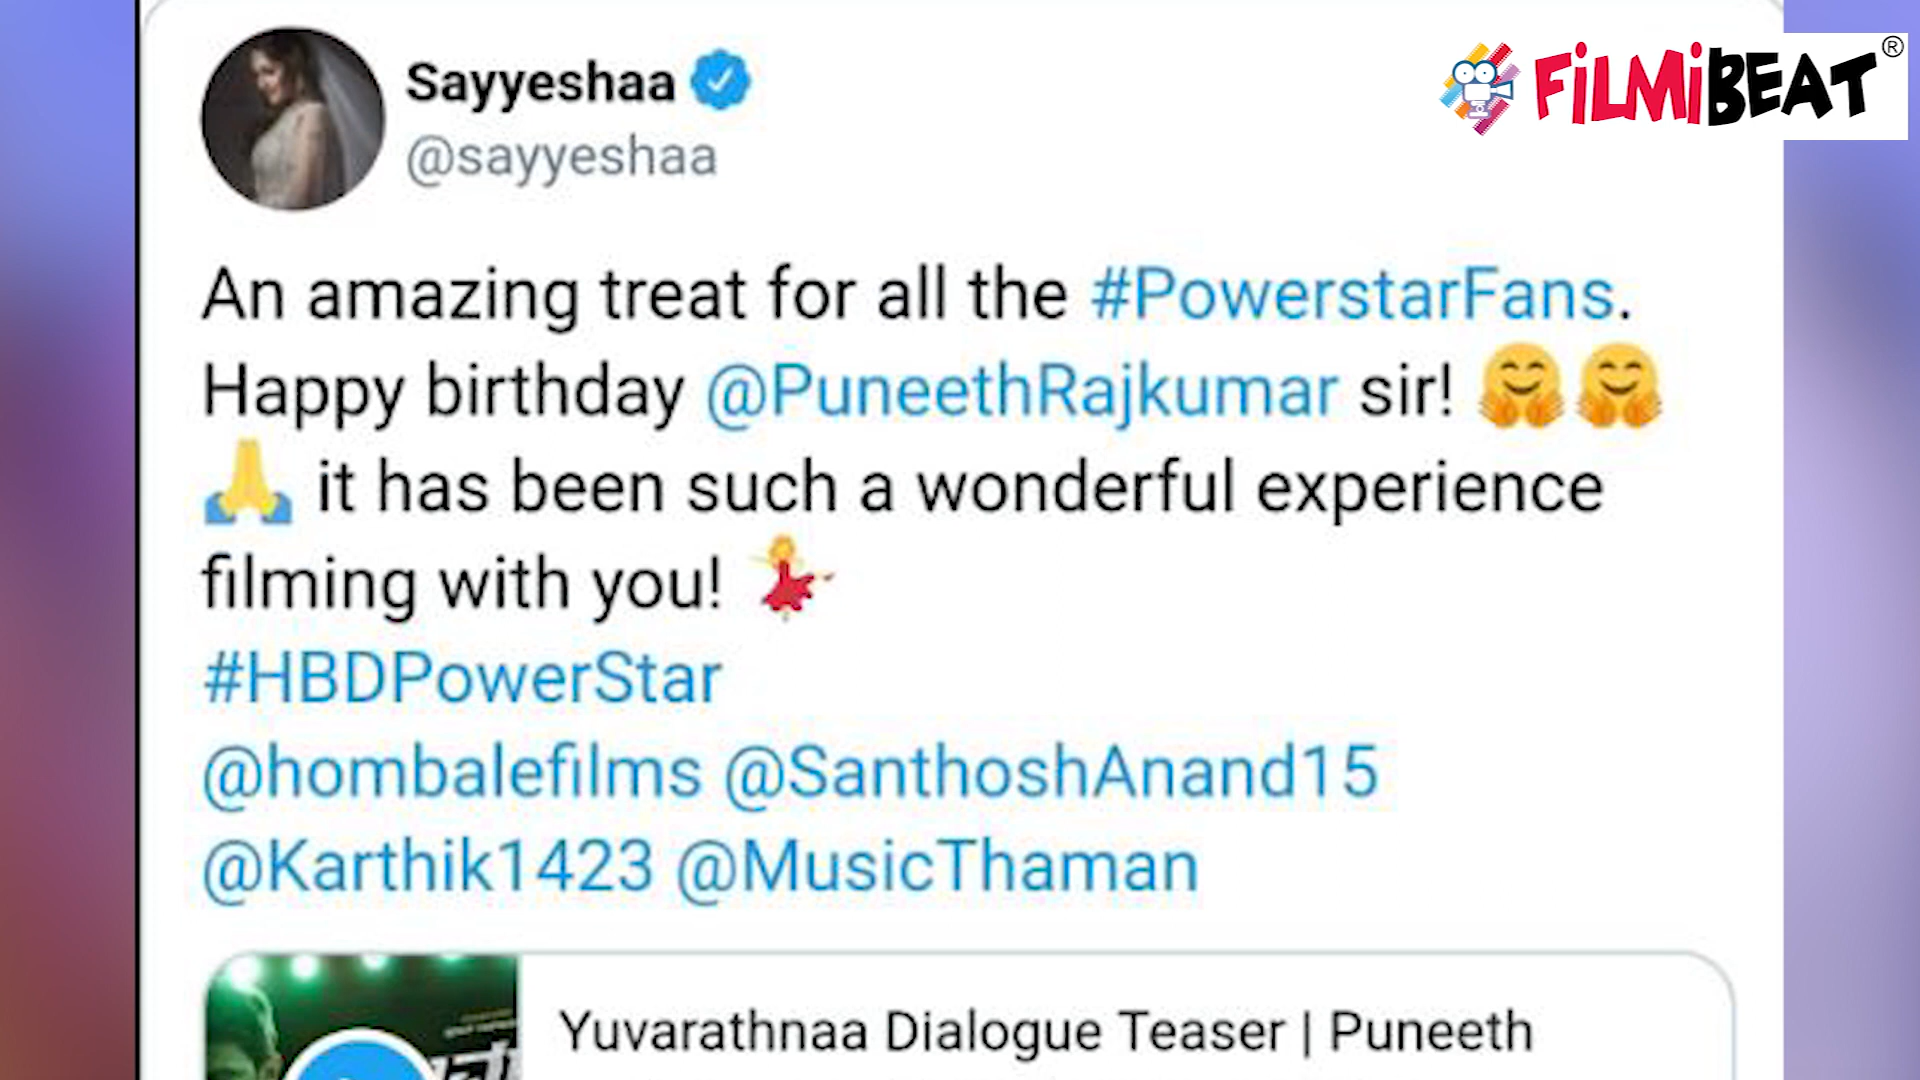 Sayyeshaa
FiLMiBEAT®
@sayyeshaa
An amazing treat for all the #PowerstarFans.
Happy birthday @PuneethRajkumar sir! 🤗🤗
🙏 it has been such a wonderful experience
filming with you! 💃
#HBDPowerStar
@hombalefilms @SanthoshAnand15
@Karthik1423 @MusicThaman
Yuvarathnaa Dialogue Teaser | Puneeth